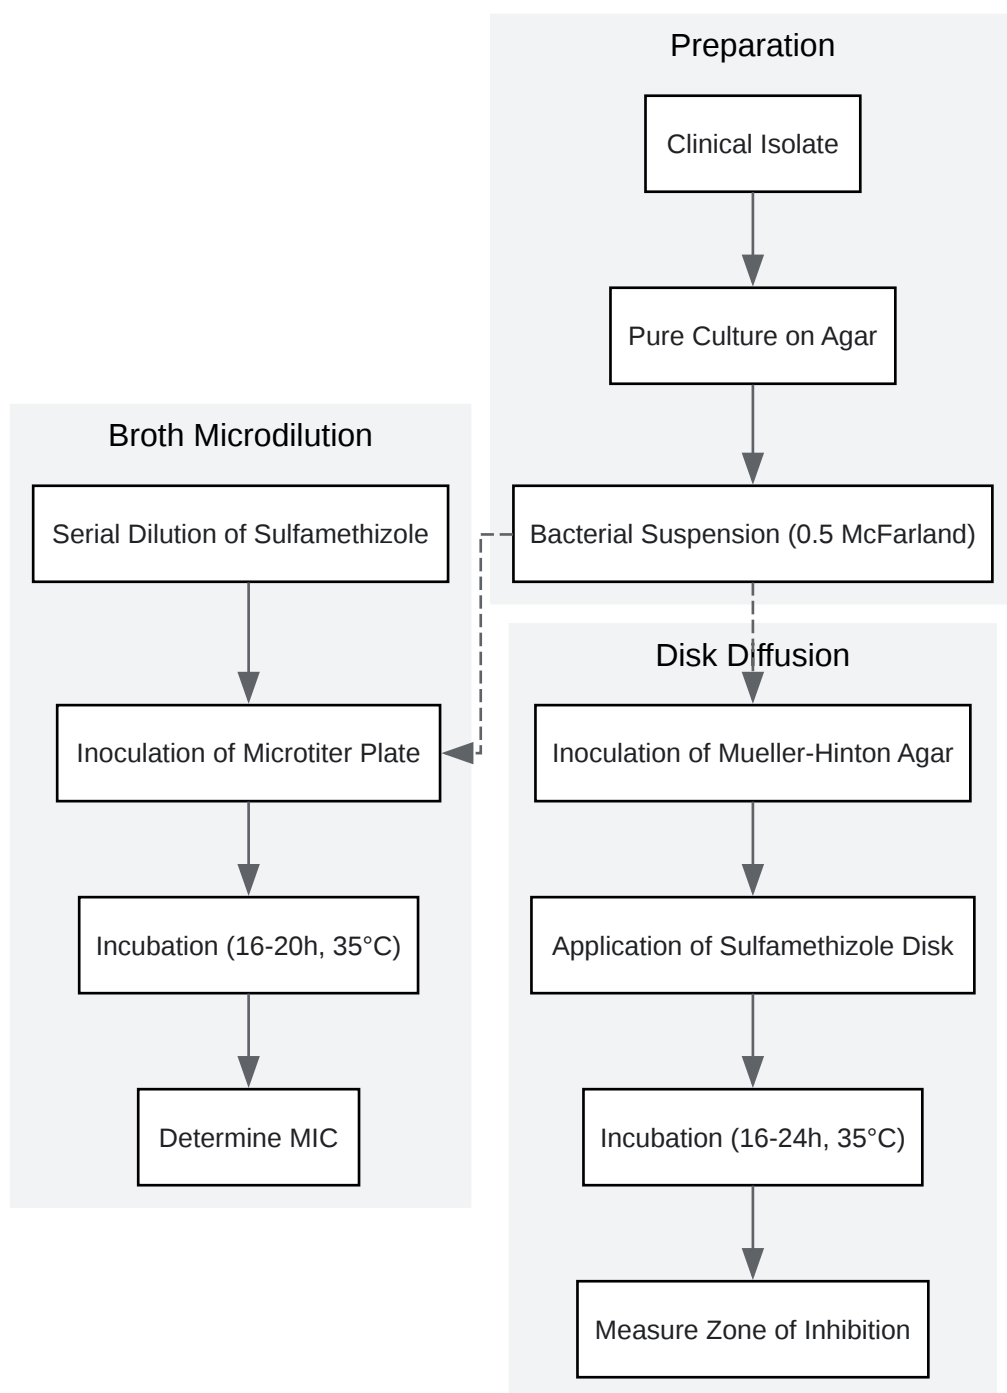 Preparation
Clinical Isolate
Pure Culture on Agar
Bacterial Suspension (0.5 McFarland)
Broth Microdilution
Serial Dilution of Sulfamethizole
Inoculation of Microtiter Plate
Incubation (16-20h, 35°C)
Determine MIC
Disk Diffusion
Inoculation of Mueller-Hinton Agar
Application of Sulfamethizole Disk
Incubation (16-24h, 35°C)
Measure Zone of Inhibition